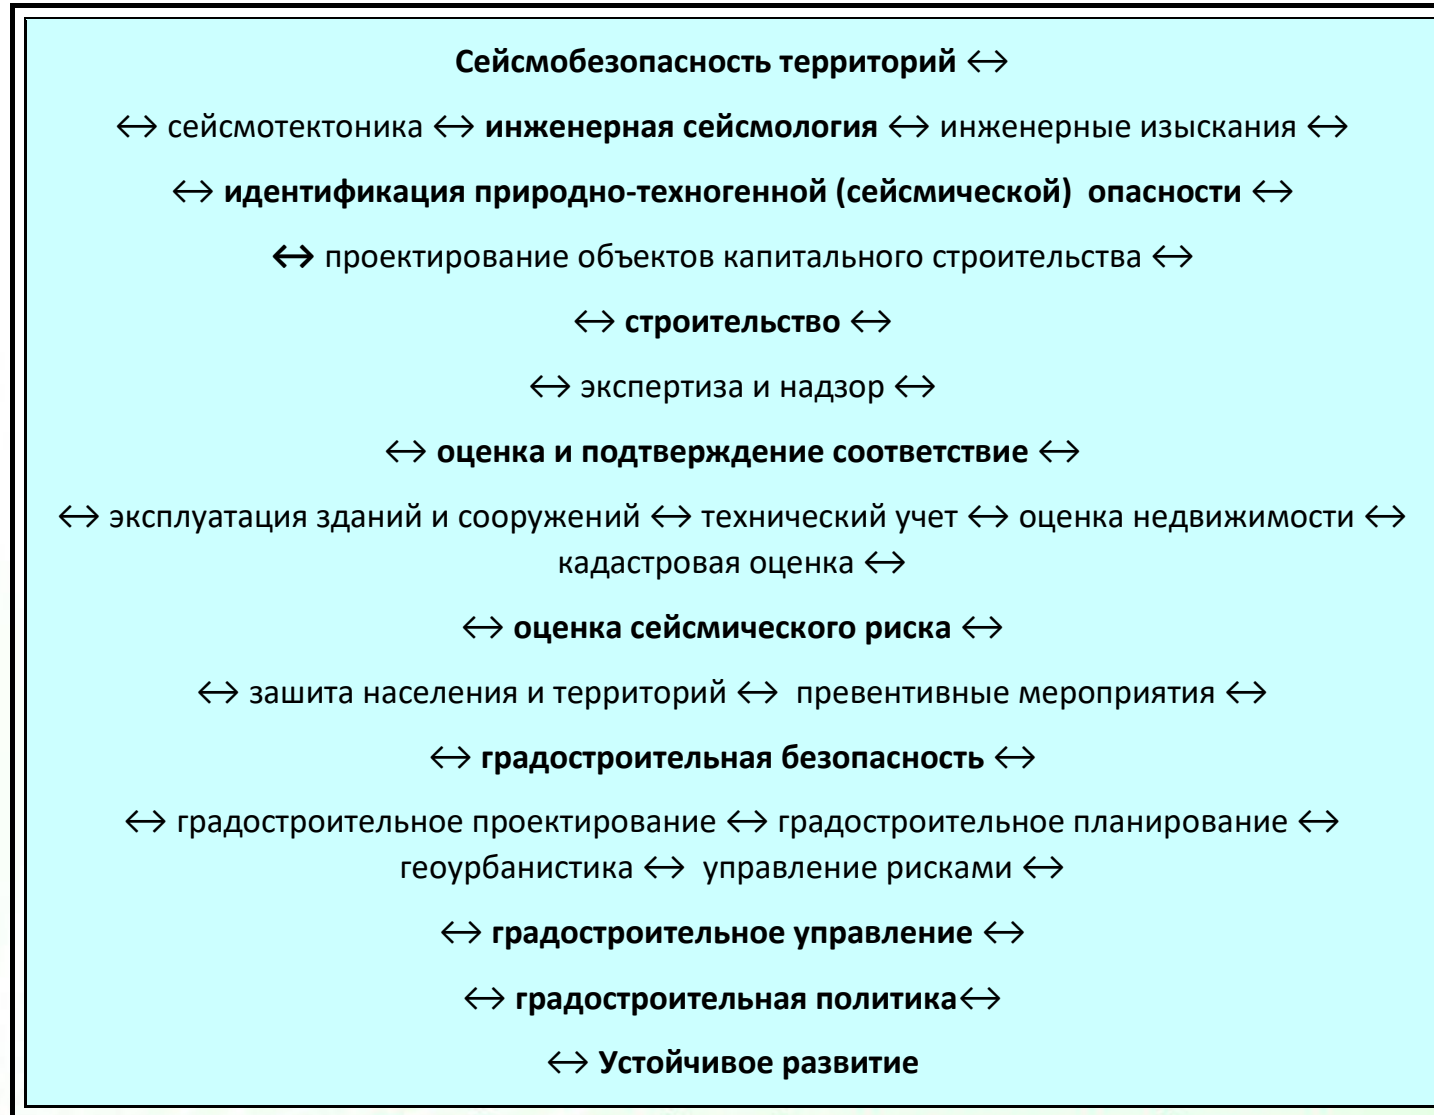 Сейсмобезопасность территорий ↔
↔ сейсмотектоника ↔ инженерная сейсмология ↔ инженерные изыскания ↔
↔ идентификация природно-техногенной (сейсмической)  опасности ↔
↔ проектирование объектов капитального строительства ↔
↔ строительство ↔
↔ экспертиза и надзор ↔
↔ оценка и подтверждение соответствие ↔
↔ эксплуатация зданий и сооружений ↔ технический учет ↔ оценка недвижимости ↔
кадастровая оценка ↔
↔ оценка сейсмического риска ↔
↔ зашита населения и территорий ↔  превентивные мероприятия ↔
↔ градостроительная безопасность ↔
↔ градостроительное проектирование ↔ градостроительное планирование ↔
геоурбанистика ↔  управление рисками ↔
↔ градостроительное управление ↔
↔ градостроительная политика↔
↔ Устойчивое развитие